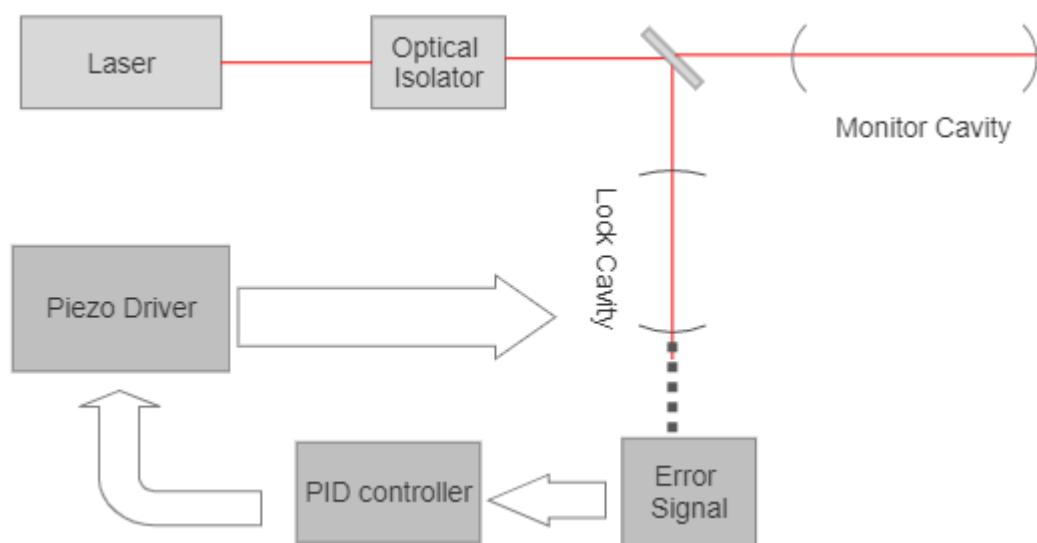 Laser
Optical
Isolator
Monitor Cavity
Lock Cavity
Piezo Driver
PID controller
Error
Signal